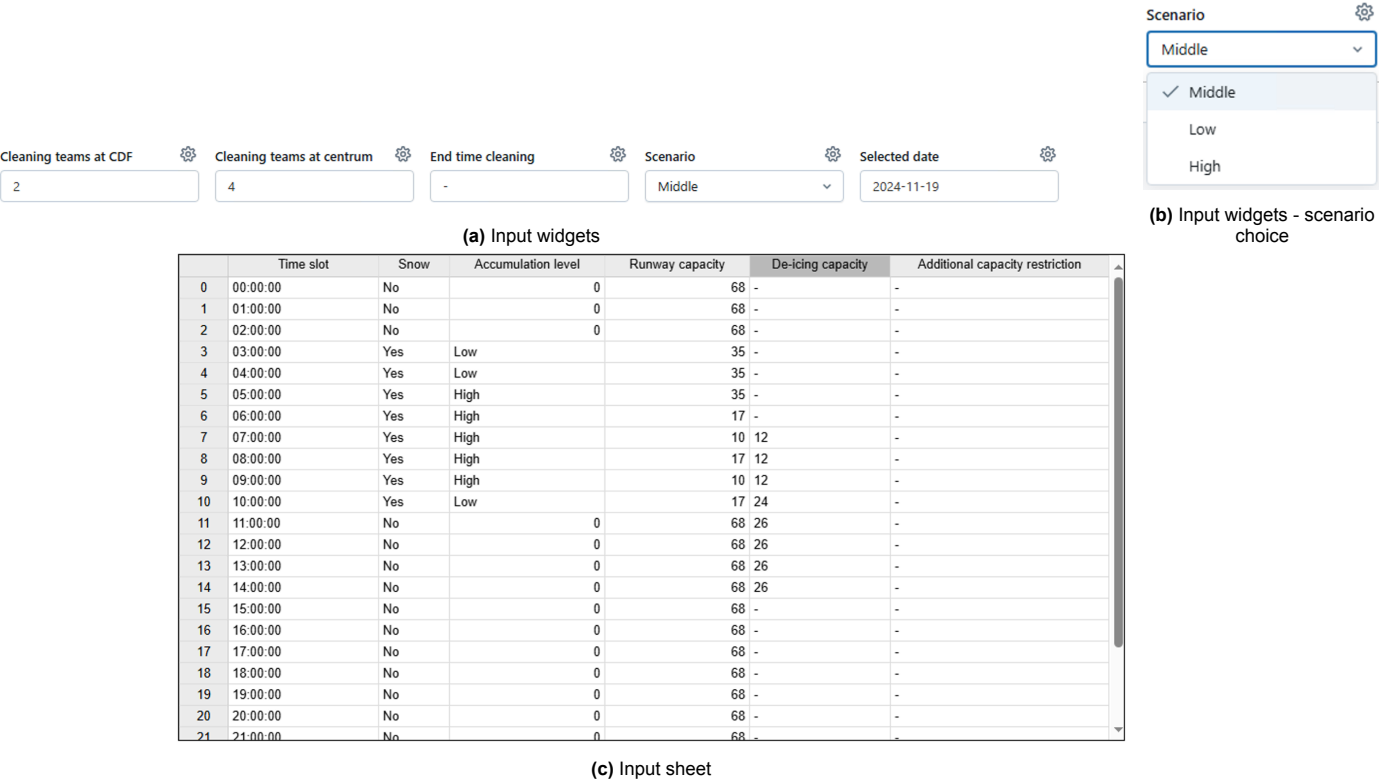 Scenario
Middle
Middle
Low
High
(b) Input widgets - scenario
choice
Cleaning teams at CDF Cleaning teams at centrum End time cleaning Scenario Selected date
2 4 - Middle 2024-11-19
(a) Input widgets
Time slot Snow Accumulation level Runway capacity De-icing capacity Additional capacity restriction
0 00:00:00 No 0 68 - -
1 01:00:00 No 0 68 - -
2 02:00:00 No 0 68 - -
3 03:00:00 Yes Low 35 - -
4 04:00:00 Yes Low 35 - -
5 05:00:00 Yes High 35 - -
6 06:00:00 Yes High 17 - -
7 07:00:00 Yes High 10 12 -
8 08:00:00 Yes High 17 12 -
9 09:00:00 Yes High 10 12 -
10 10:00:00 Yes Low 17 24 -
11 11:00:00 No 0 68 26 -
12 12:00:00 No 0 68 26 -
13 13:00:00 No 0 68 26 -
14 14:00:00 No 0 68 26 -
15 15:00:00 No 0 68 - -
16 16:00:00 No 0 68 - -
17 17:00:00 No 0 68 - -
18 18:00:00 No 0 68 - -
19 19:00:00 No 0 68 - -
20 20:00:00 No 0 68 - -
21 21:00:00 No 0 68 - -
(c) Input sheet